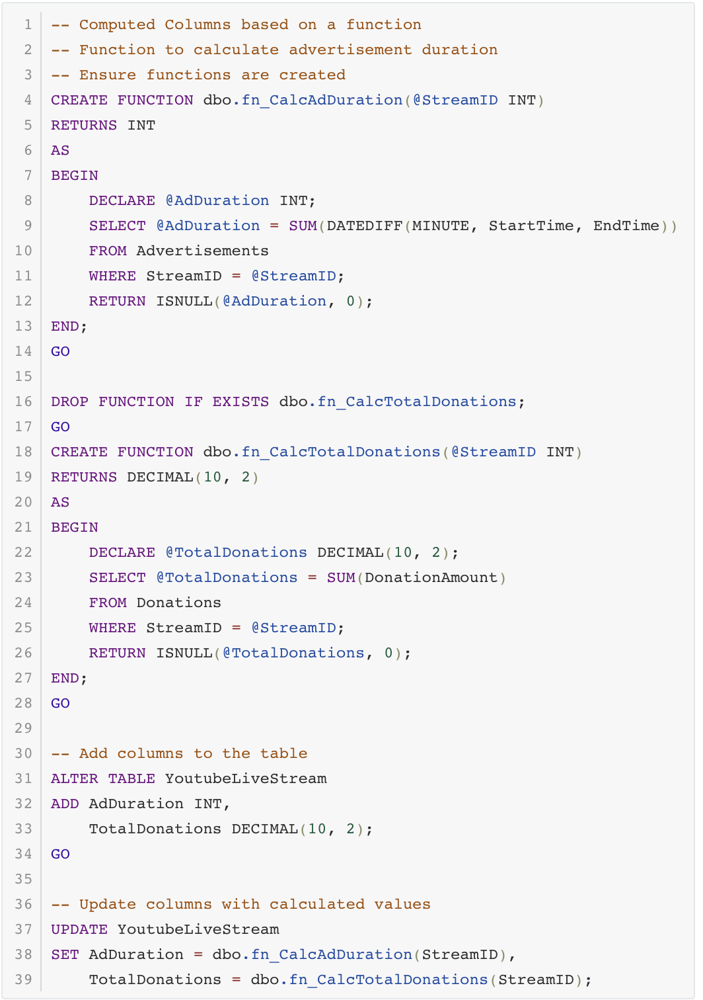 1 -- Computed Columns based on a function
2 -- Function to calculate advertisement duration
3 -- Ensure functions are created
4 CREATE FUNCTION dbo.fn_CalcAdDuration(@StreamID INT)
5 RETURNS INT
6 AS
7 BEGIN
8     DECLARE @AdDuration INT;
9     SELECT @AdDuration = SUM(DATEDIFF(MINUTE, StartTime, EndTime))
10     FROM Advertisements
11     WHERE StreamID = @StreamID;
12     RETURN ISNULL(@AdDuration, 0);
13 END;
14 GO
15
16 DROP FUNCTION IF EXISTS dbo.fn_CalcTotalDonations;
17 GO
18 CREATE FUNCTION dbo.fn_CalcTotalDonations(@StreamID INT)
19 RETURNS DECIMAL(10, 2)
20 AS
21 BEGIN
22     DECLARE @TotalDonations DECIMAL(10, 2);
23     SELECT @TotalDonations = SUM(DonationAmount)
24     FROM Donations
25     WHERE StreamID = @StreamID;
26     RETURN ISNULL(@TotalDonations, 0);
27 END;
28 GO
29
30 -- Add columns to the table
31 ALTER TABLE YoutubeLiveStream
32 ADD AdDuration INT,
33     TotalDonations DECIMAL(10, 2);
34 GO
35
36 -- Update columns with calculated values
37 UPDATE YoutubeLiveStream
38 SET AdDuration = dbo.fn_CalcAdDuration(StreamID),
39     TotalDonations = dbo.fn_CalcTotalDonations(StreamID);